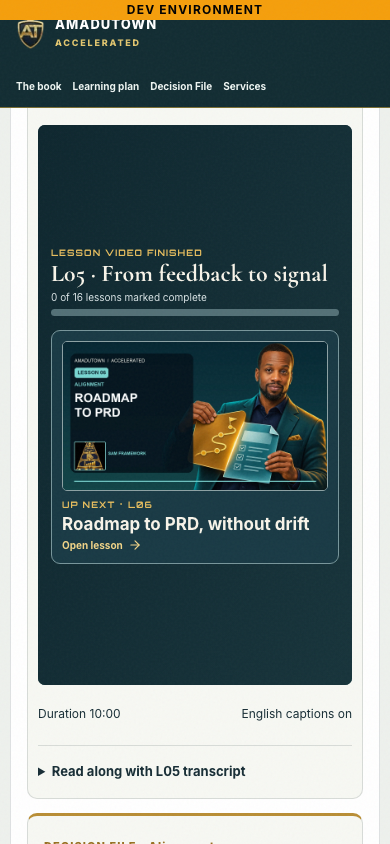 DEV ENVIRONMENT
AMADUTOWN
ACCELERATED
The book Learning plan Decision File Services
LESSON VIDEO FINISHED
L05 · From feedback to signal
0 of 16 lessons marked complete
AMADUTOWN | ACCELERATED
LESSON 06
ALIGNMENT
ROADMAP
TO PRD
SAM FRAMEWORK
UP NEXT · L06
Roadmap to PRD, without drift
Open lesson →
Duration 10:00 English captions on
▶ Read along with L05 transcript